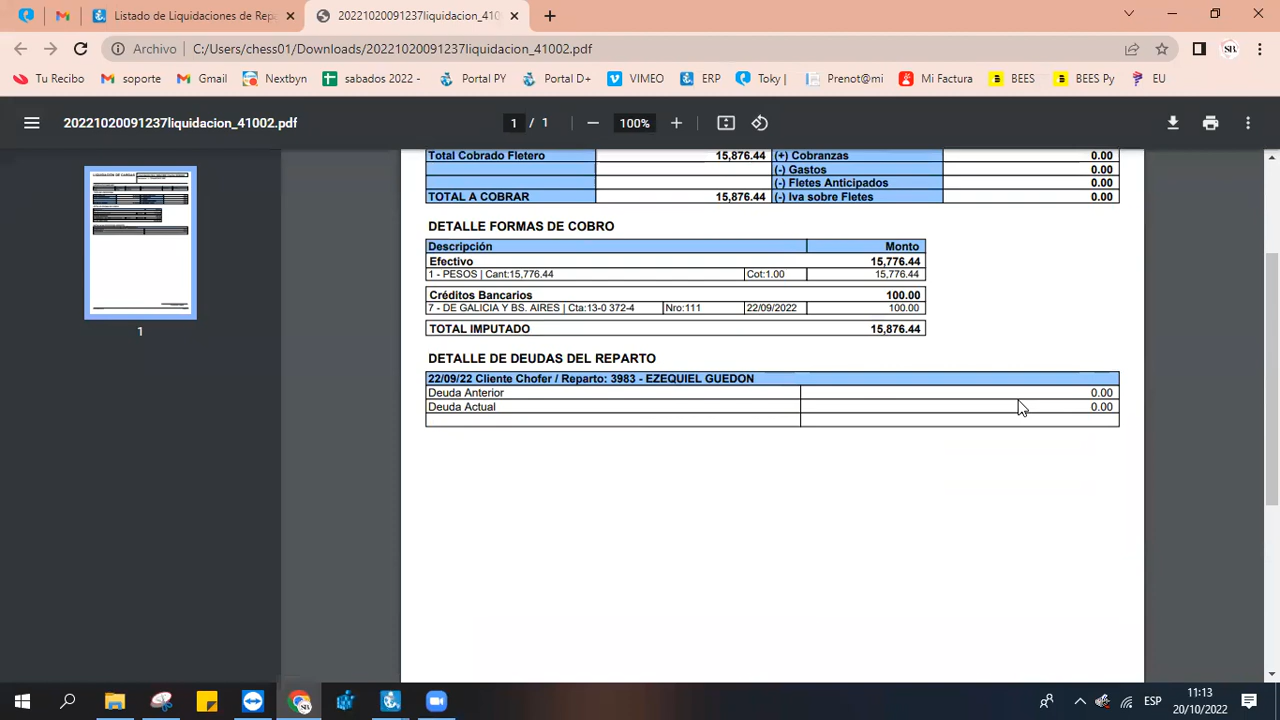 Listado de Liquidaciones de Rep
20221020091237liquidacion_410
Archivo
C:/Users/chess01/Downloads/20221020091237liquidacion_41002.pdf
Tu Recibo
soporte
Gmail
Nextbyn
sabados 2022 -
Portal PY
Portal D+
VIMEO
ERP
Toky |
Prenot@mi
Mi Factura
BEES
BEES Py
EU
20221020091237liquidacion_41002.pdf
1 / 1
100%
1
Total Cobrado Fletero 15,876.44 (+) Cobranzas 0.00
(-) Gastos 0.00
(-) Fletes Anticipados 0.00
TOTAL A COBRAR 15,876.44 (-) Iva sobre Fletes 0.00
DETALLE FORMAS DE COBRO
Descripción Monto
Efectivo 15,776.44
1 - PESOS | Cant:15,776.44 Cot:1.00 15,776.44
Créditos Bancarios 100.00
7 - DE GALICIA Y BS. AIRES | Cta:13-0 372-4 Nro:111 22/09/2022 100.00
TOTAL IMPUTADO 15,876.44
DETALLE DE DEUDAS DEL REPARTO
22/09/22 Cliente Chofer / Reparto: 3983 - EZEQUIEL GUEDON
Deuda Anterior 0.00
Deuda Actual 0.00
ESP
11:13
20/10/2022